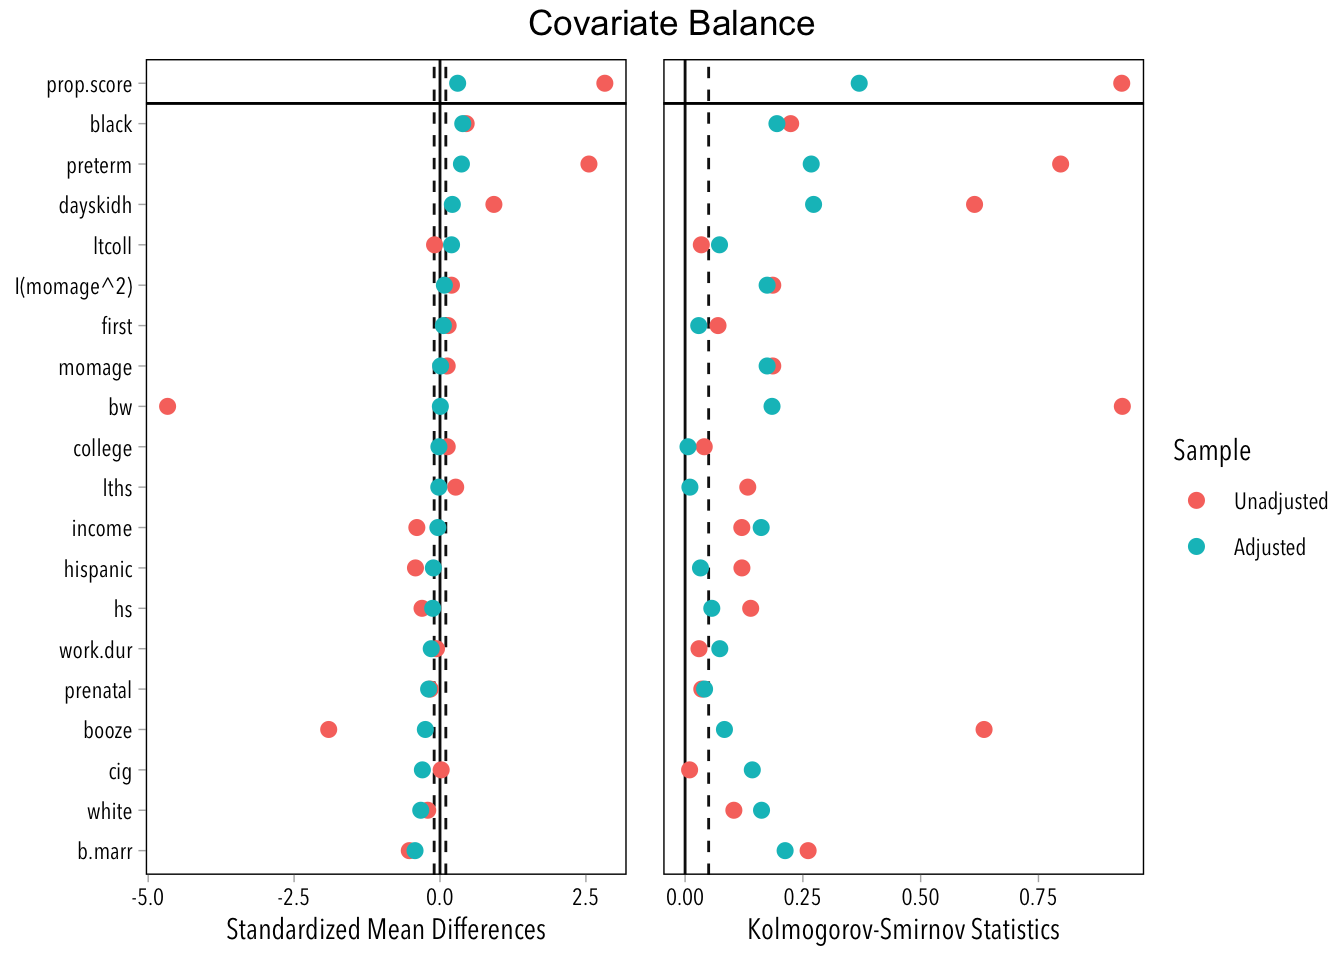 Covariate Balance
prop.score
black
preterm
dayskidh
ltcoll
I(momage^2)
first
momage
bw
college
lths
income
hispanic
hs
work.dur
prenatal
booze
cig
white
b.marr
-5.0 -2.5 0.0 2.5
Standardized Mean Differences
0.00 0.25 0.50 0.75
Kolmogorov-Smirnov Statistics
Sample
Unadjusted
Adjusted